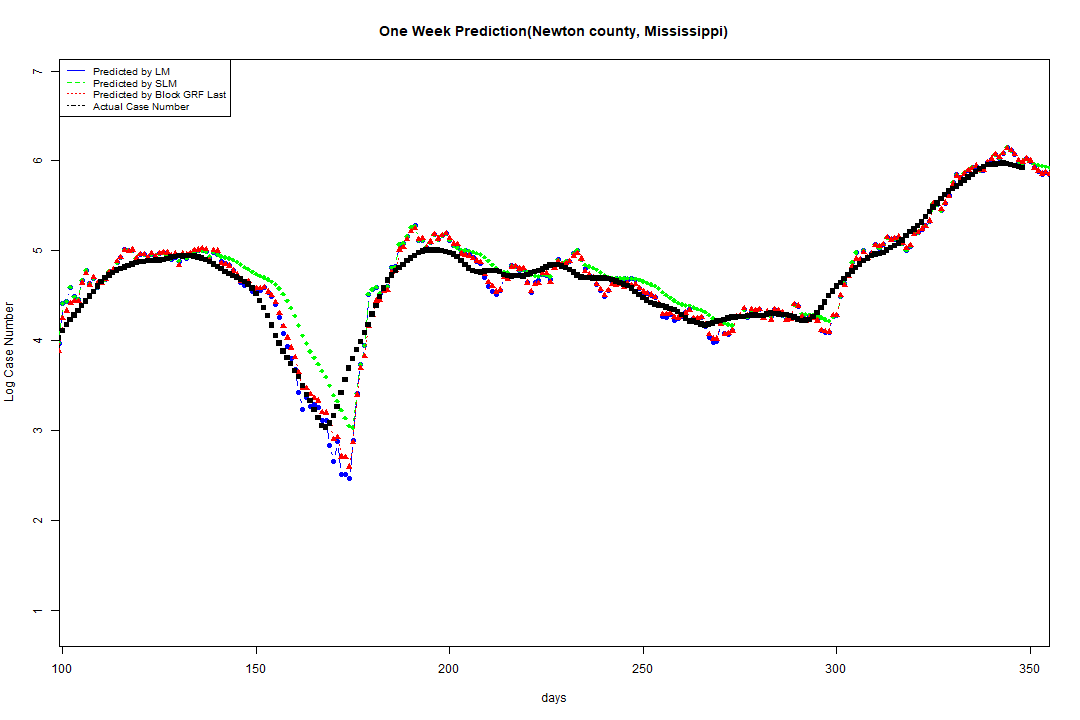 One Week Prediction(Newton county, Mississippi)
Predicted by LM
Predicted by SLM
Predicted by Block GRF Last
Actual Case Number
Log Case Number
7
6
5
4
3
2
1
100 150 200 250 300 350
days